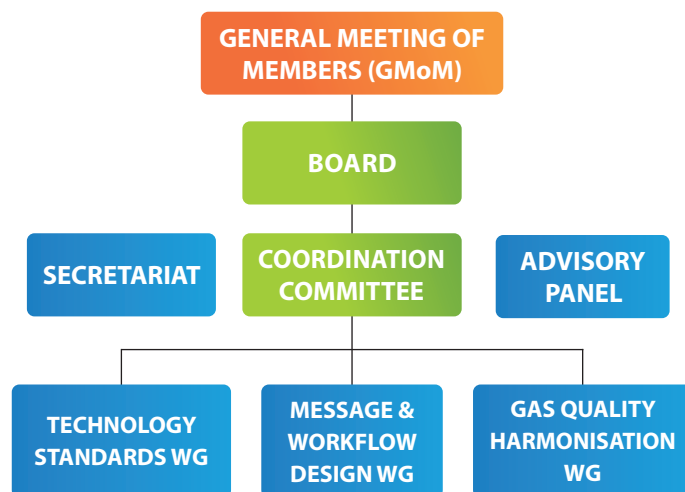 GENERAL MEETING OF
MEMBERS (GMoM)
BOARD
SECRETARIAT
COORDINATION
COMMITTEE
ADVISORY
PANEL
TECHNOLOGY
STANDARDS WG
MESSAGE &
WORKFLOW
DESIGN WG
GAS QUALITY
HARMONISATION
WG